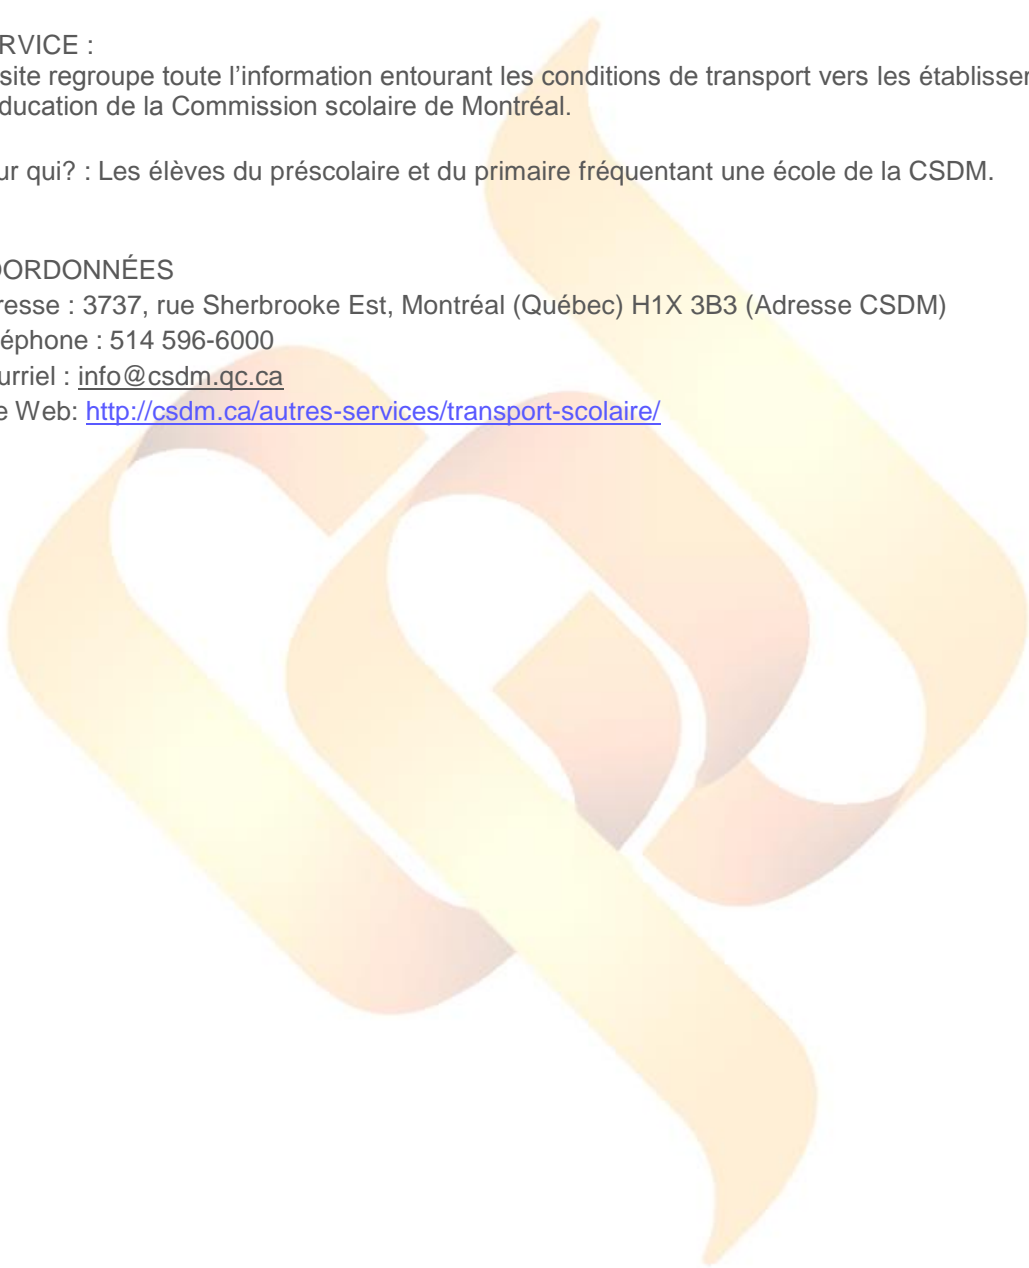 RVICE :
site regroupe toute l’information entourant les conditions de transport vers les établisser
ducation de la Commission scolaire de Montréal.
ur qui? : Les élèves du préscolaire et du primaire fréquentant une école de la CSDM.
OORDONNÉES
resse : 3737, rue Sherbrooke Est, Montréal (Québec) H1X 3B3 (Adresse CSDM)
éphone : 514 596-6000
urriel : info@csdm.qc.ca
e Web: http://csdm.ca/autres-services/transport-scolaire/